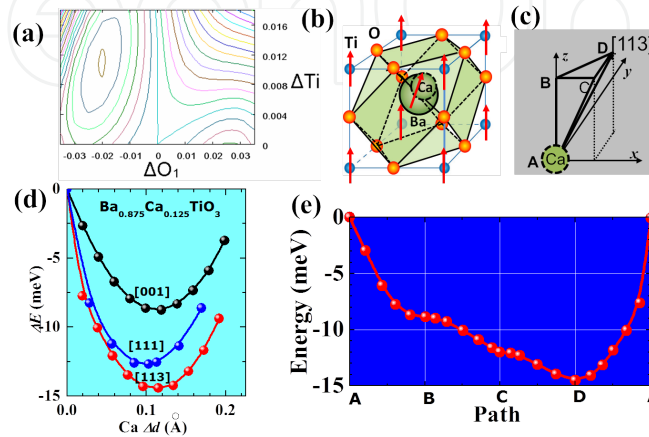 (a)
0.016
0.012
ΔTi
0.008
0.004
0
-0.03 -0.02 -0.01 0 0.01 0.02 0.03
ΔO1
(b)
Ti O
Ca
Ba
(c)
D [113]
z
B
y
C
A Ca
x
(d)
Ba0.875Ca0.125TiO3
[001]
[111]
[113]
0
-5
-10
-15
ΔE (meV)
0.0 0.1 0.2
Ca Δd (Å)
(e)
0
-5
-10
-15
Energy (meV)
A B C D
Path